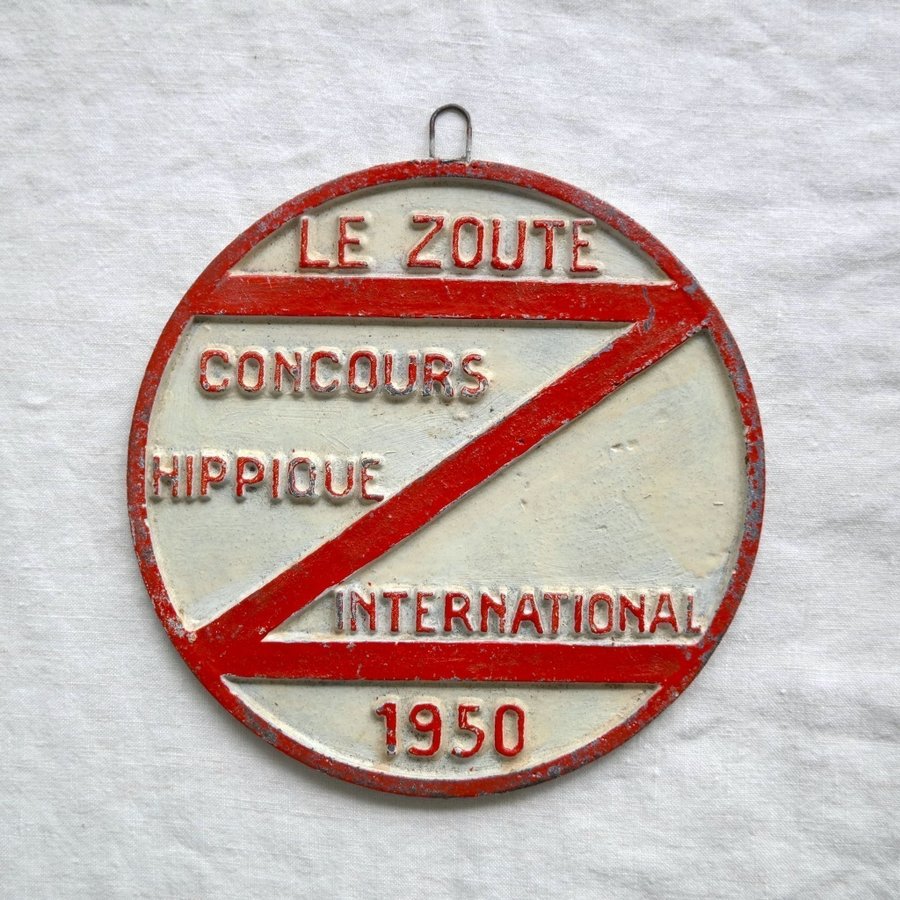 LE ZOUTE
CONCOURS
HIPPIQUE
INTERNATIONAL
1950